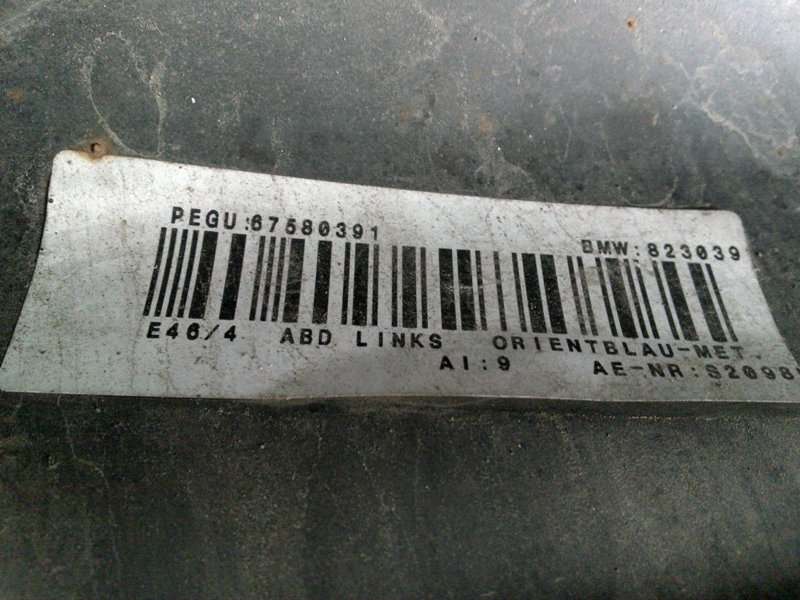 PEGU:67580391
BMW:823039
E46/4 ABD LINKS ORIENTBLAU-MET.
AI:9 AE-NR:S2098